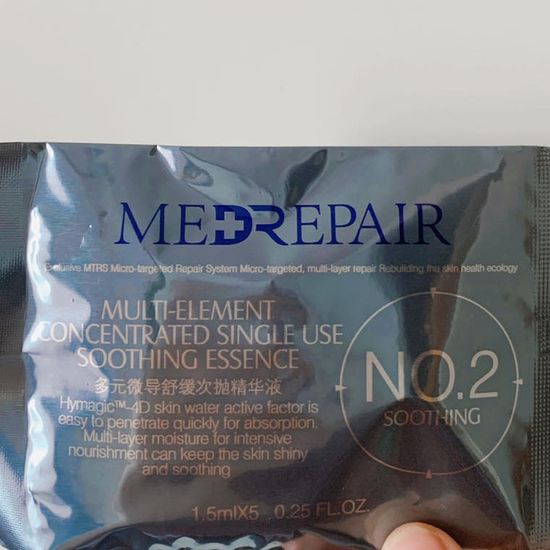 MEDREPAIR
Exclusive MTRS Micro-targeted Repair System Micro-targeted, multi-layer repair Rebuilding the skin health ecology
MULTI-ELEMENT
CONCENTRATED SINGLE USE
SOOTHING ESSENCE
多元微导舒缓次抛精华液
Hymagic™-4D skin water active factor is
easy to penetrate quickly for absorption.
Multi-layer moisture for intensive
nourishment can keep the skin shiny
and soothing
NO.2
SOOTHING
1.5mlX5 0.25 FL.OZ.